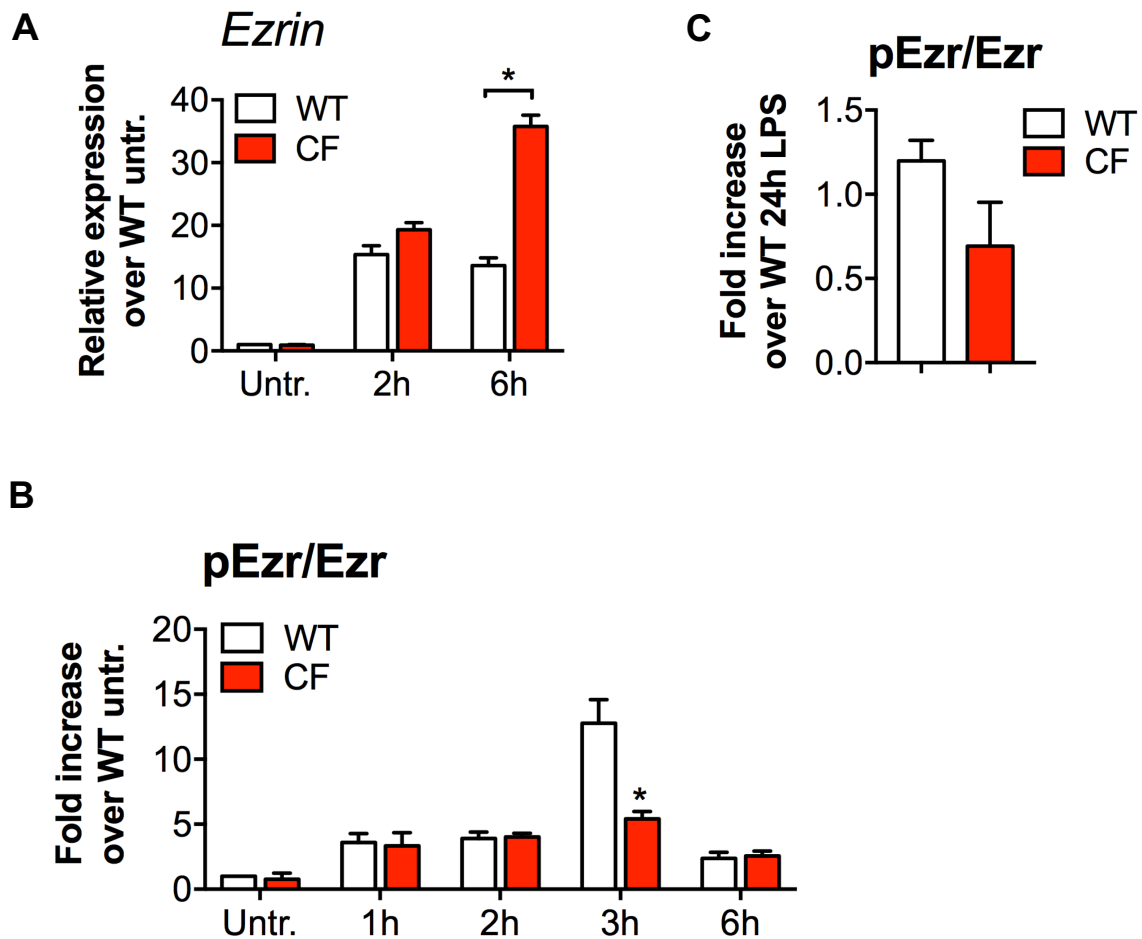 A
Ezrin
Relative expression
over WT untr.
40
30
20
10
0
WT
CF
*
Untr.
2h
6h
C
pEzr/Ezr
Fold increase
over WT 24h LPS
1.5
1.0
0.5
0.0
WT
CF
B
pEzr/Ezr
Fold increase
over WT untr.
20
15
10
5
0
WT
CF
*
Untr.
1h
2h
3h
6h